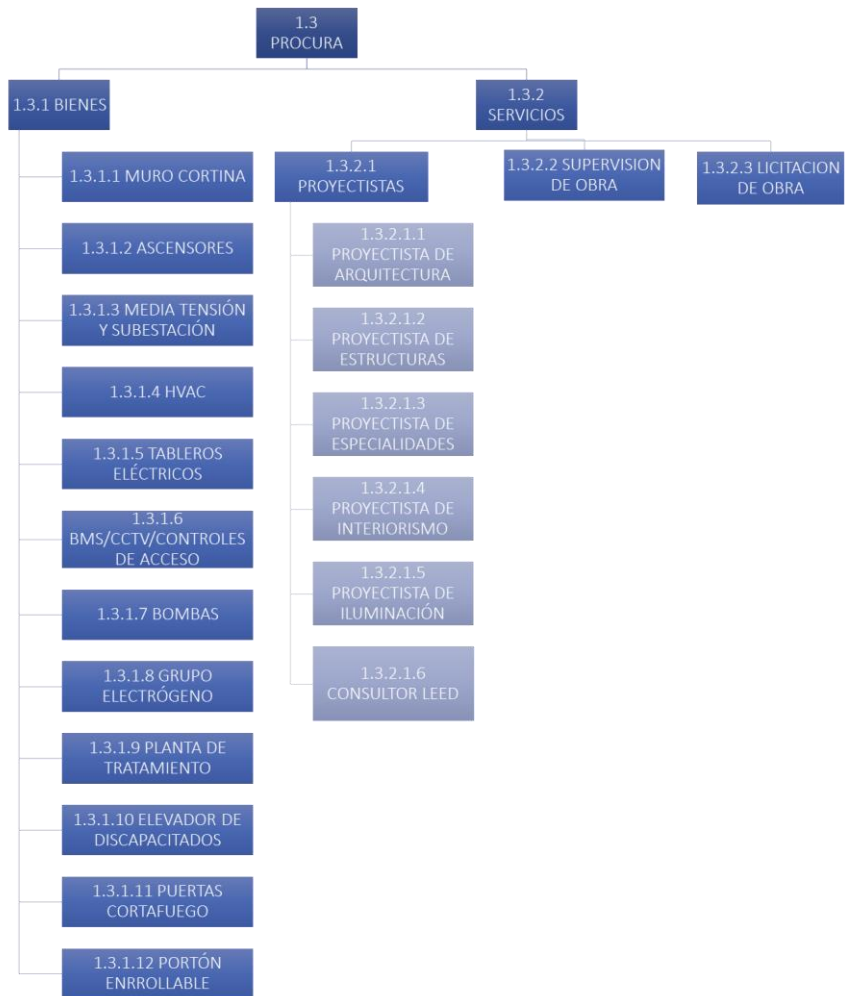 1.3
PROCURA
1.3.1 BIENES
1.3.2
SERVICIOS
1.3.1.1 MURO CORTINA
1.3.1.2 ASCENSORES
1.3.1.3 MEDIA TENSIÓN
Y SUBESTACIÓN
1.3.1.4 HVAC
1.3.1.5 TABLEROS
ELÉCTRICOS
1.3.1.6
BMS/CCTV/CONTROLES
DE ACCESO
1.3.1.7 BOMBAS
1.3.1.8 GRUPO
ELECTRÓGENO
1.3.1.9 PLANTA DE
TRATAMIENTO
1.3.1.10 ELEVADOR DE
DISCAPACITADOS
1.3.1.11 PUERTAS
CORTAFUEGO
1.3.1.12 PORTÓN
ENRROLLABLE
1.3.2.1
PROYECTISTAS
1.3.2.1.1
PROYECTISTA DE
ARQUITECTURA
1.3.2.1.2
PROYECTISTA DE
ESTRUCTURAS
1.3.2.1.3
PROYECTISTA DE
ESPECIALIDADES
1.3.2.1.4
PROYECTISTA DE
INTERIORISMO
1.3.2.1.5
PROYECTISTA DE
ILUMINACIÓN
1.3.2.1.6
CONSULTOR LEED
1.3.2.2 SUPERVISION
DE OBRA
1.3.2.3 LICITACION
DE OBRA